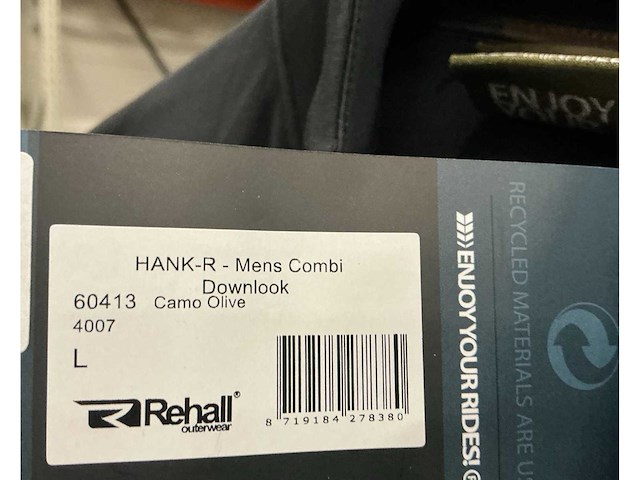 ENJOY
HANK-R - Mens Combi
Downlook
60413 Camo Olive
4007
L
Rehall®
outerwear
8 719184 278380
ENJOY YOUR RIDES!®
RECYCLED MATERIALS ARE US